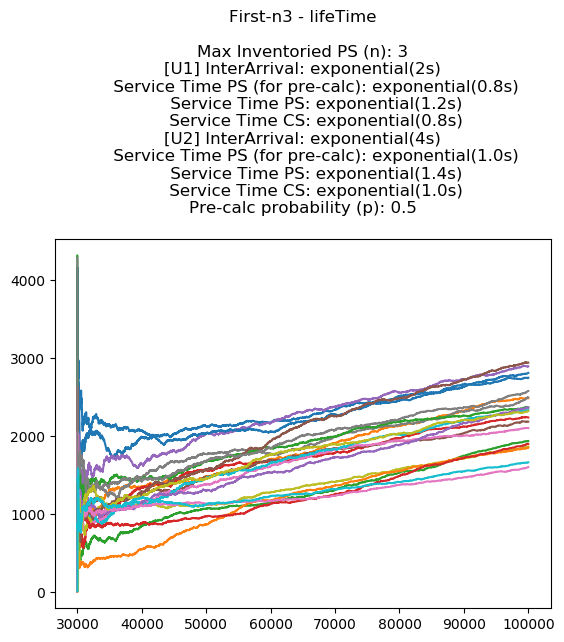 First-n3 - lifeTime
Max Inventoried PS (n): 3
[U1] InterArrival: exponential(2s)
Service Time PS (for pre-calc): exponential(0.8s)
Service Time PS: exponential(1.2s)
Service Time CS: exponential(0.8s)
[U2] InterArrival: exponential(4s)
Service Time PS (for pre-calc): exponential(1.0s)
Service Time PS: exponential(1.4s)
Service Time CS: exponential(1.0s)
Pre-calc probability (p): 0.5
4000
3000
2000
1000
0
30000 40000 50000 60000 70000 80000 90000 100000